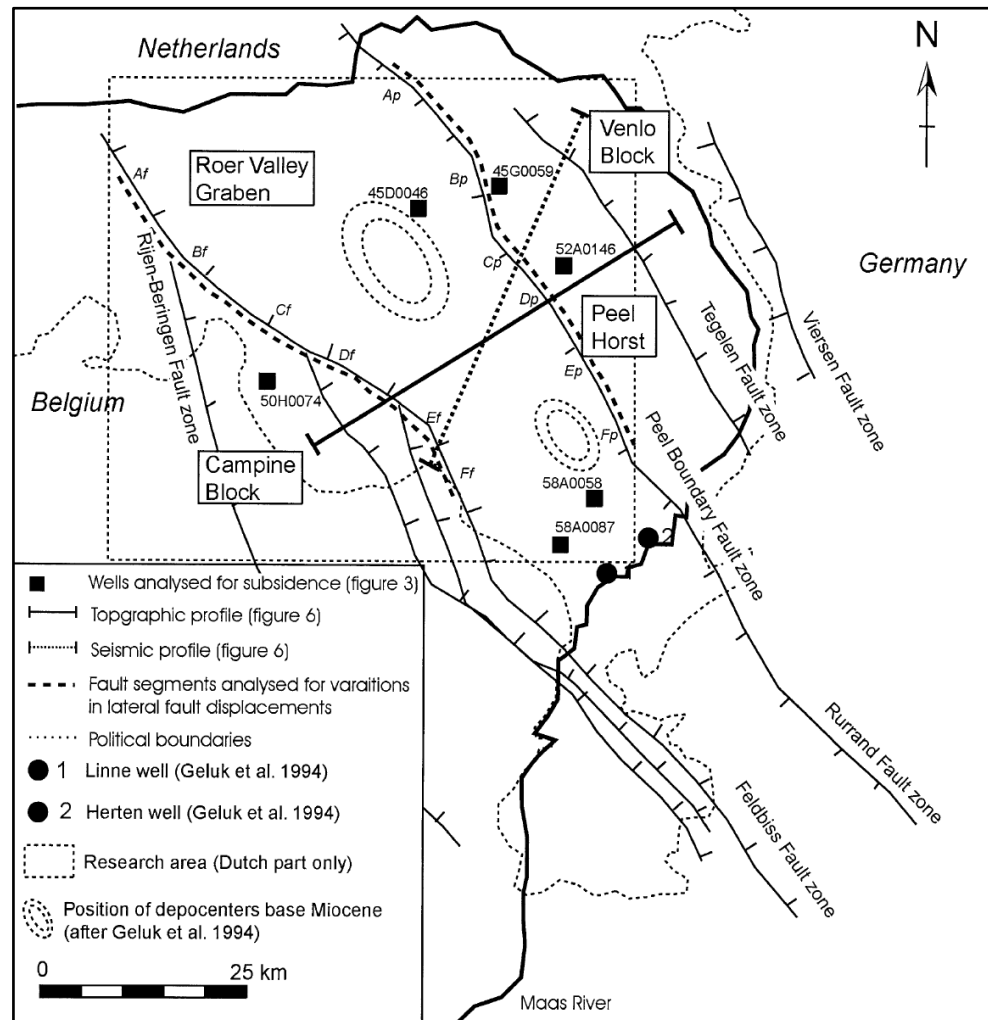 Netherlands
N
Ap
Venlo
Block
Roer Valley
Graben
Af
Bp
45G0059
45D0046
Bf
Rijen-Beringen Fault zone
Cp
52A0146
Germany
Cf
Dp
Peel
Horst
Tegelen Fault zone
Viersen Fault zone
Df
Ep
Belgium
50H0074
Ef
Fp
Peel Boundary Fault zone
Campine
Block
Ff
58A0058
58A0087
2
Wells analysed for subsidence (figure 3)
Topgraphic profile (figure 6)
Seismic profile (figure 6)
Fault segments analysed for varaitions
in lateral fault displacements
Political boundaries
1 Linne well (Geluk et al. 1994)
2 Herten well (Geluk et al. 1994)
Research area (Dutch part only)
Position of depocenters base Miocene
(after Geluk et al. 1994)
0 25 km
Rurrand Fault zone
Feldbiss Fault zone
Maas River